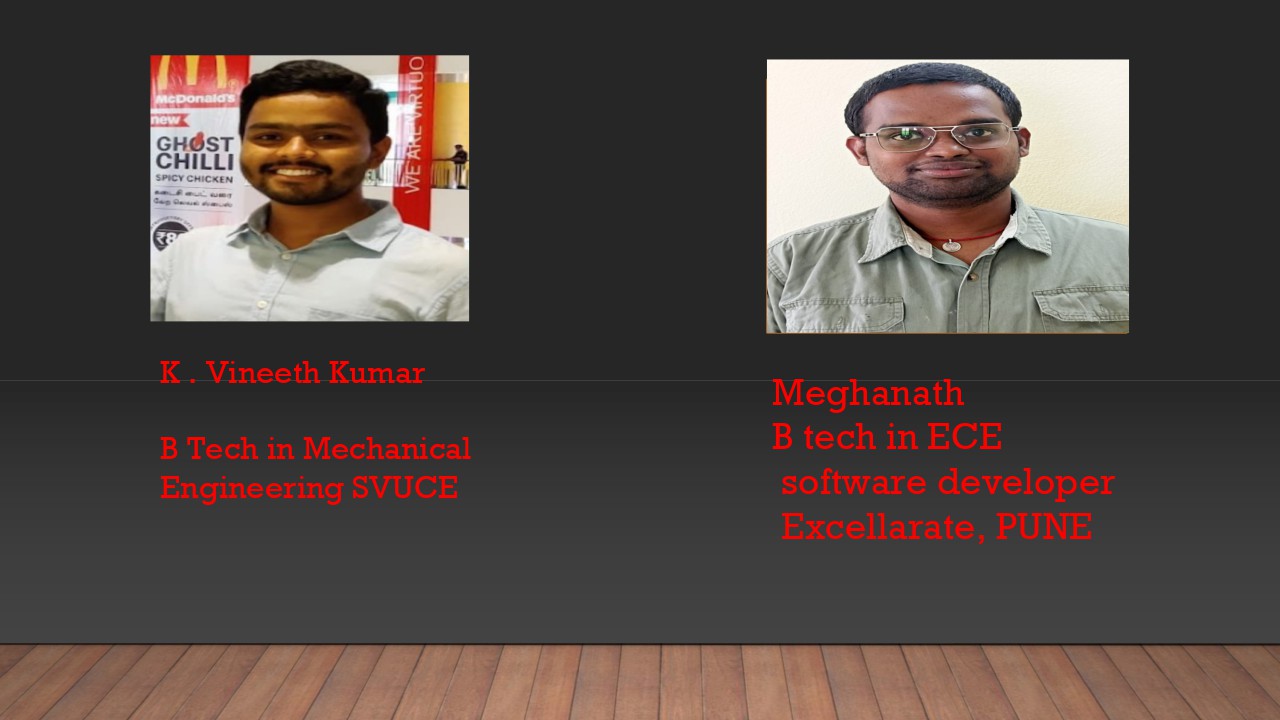 McDonald's
new
GHOST
CHILLI
SPICY CHICKEN
WE ARE VIRTUO
K . Vineeth Kumar
B Tech in Mechanical
Engineering SVUCE
Meghanath
B tech in ECE
software developer
Excellarate, PUNE